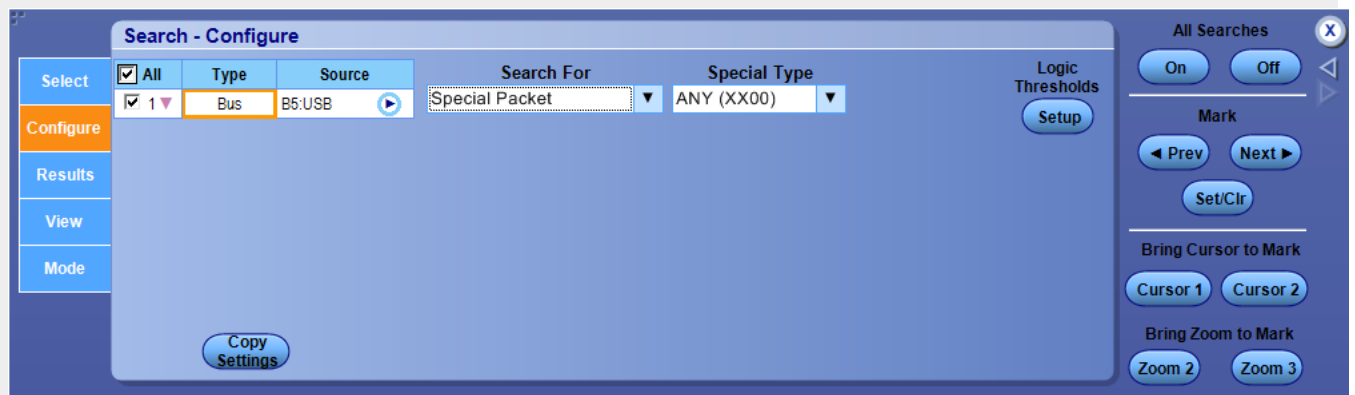 Search - Configure
Select
Configure
Results
View
Mode
All Type Source
1 Bus B5:USB
Search For
Special Packet
Special Type
ANY (XX00)
Logic
Thresholds
Setup
Copy
Settings
All Searches
On Off
X
Mark
Prev Next
Set/Clr
Bring Cursor to Mark
Cursor 1 Cursor 2
Bring Zoom to Mark
Zoom 2 Zoom 3